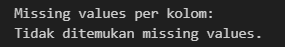 Missing values per kolom:
Tidak ditemukan missing values.